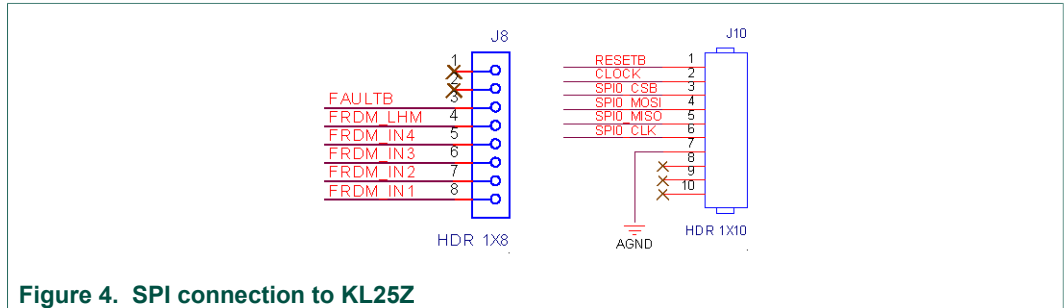 J8
1
2
FAULTB 3
FRDM_LHM 4
FRDM_IN4 5
FRDM_IN3 6
FRDM_IN2 7
FRDM_IN1 8
HDR 1X8
J10
RESETB 1
CLOCK 2
SPI0_CSB 3
SPI0_MOSI 4
SPI0_MISO 5
SPI0_CLK 6
7
8
9
10
AGND
HDR 1X10
Figure 4. SPI connection to KL25Z